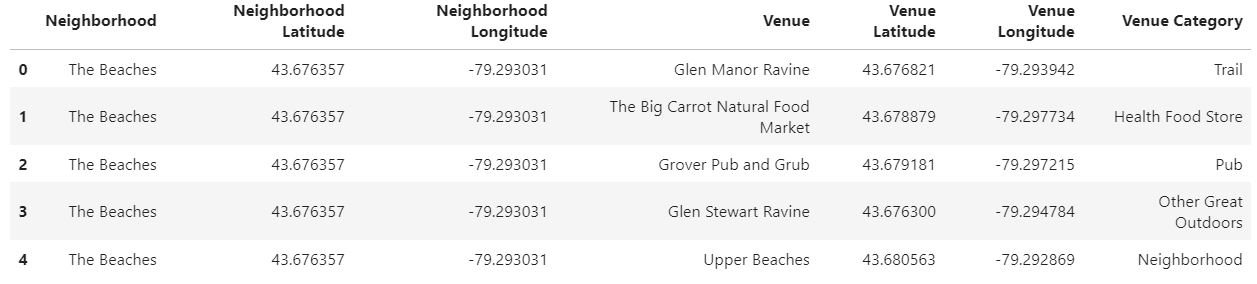 Neighborhood Neighborhood Latitude Neighborhood Longitude Venue Venue Latitude Venue Longitude Venue Category
0 The Beaches 43.676357 -79.293031 Glen Manor Ravine 43.676821 -79.293942 Trail
1 The Beaches 43.676357 -79.293031 The Big Carrot Natural Food Market 43.678879 -79.297734 Health Food Store
2 The Beaches 43.676357 -79.293031 Grover Pub and Grub 43.679181 -79.297215 Pub
3 The Beaches 43.676357 -79.293031 Glen Stewart Ravine 43.676300 -79.294784 Other Great Outdoors
4 The Beaches 43.676357 -79.293031 Upper Beaches 43.680563 -79.292869 Neighborhood